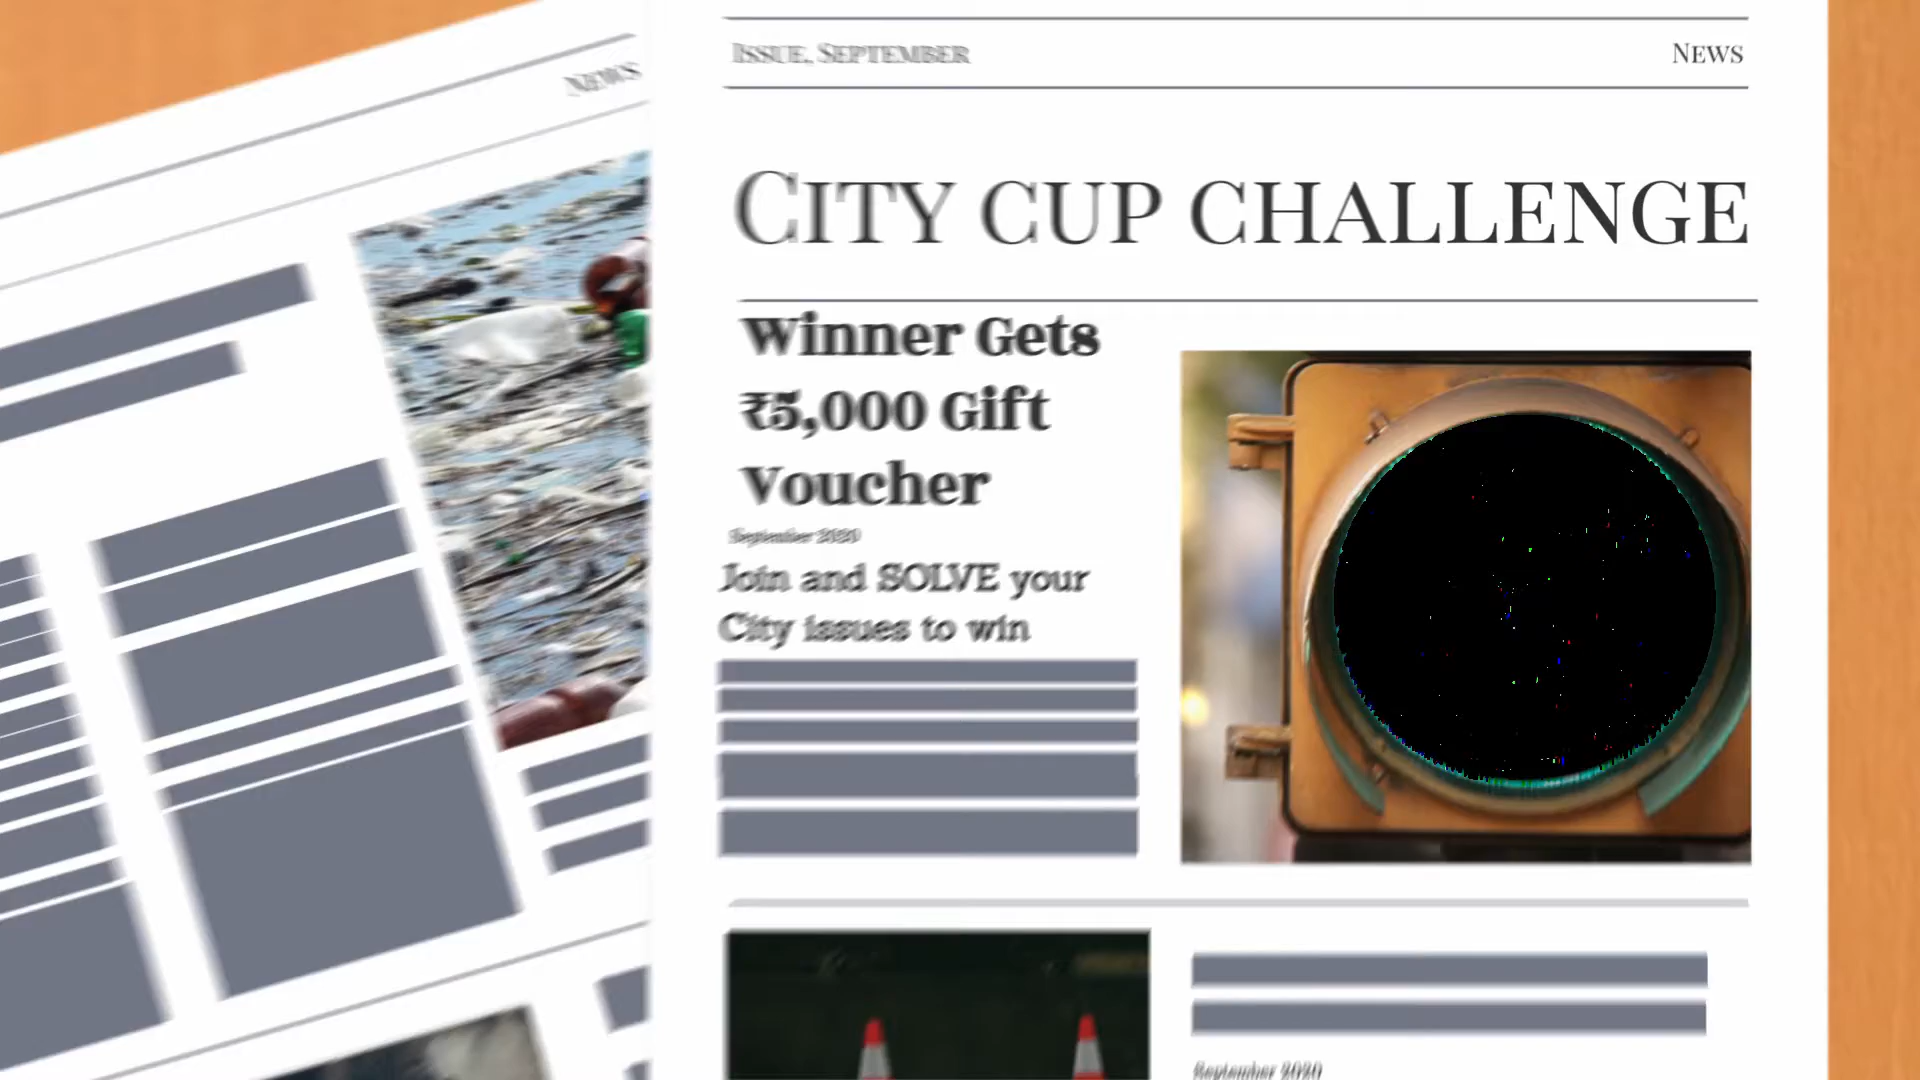 NEWS
ISSUE, SEPTEMBER
NEWS
CITY CUP CHALLENGE
Winner Gets
₹5,000 Gift
Voucher
September 2020
Join and SOLVE your
City issues to win
September 2020